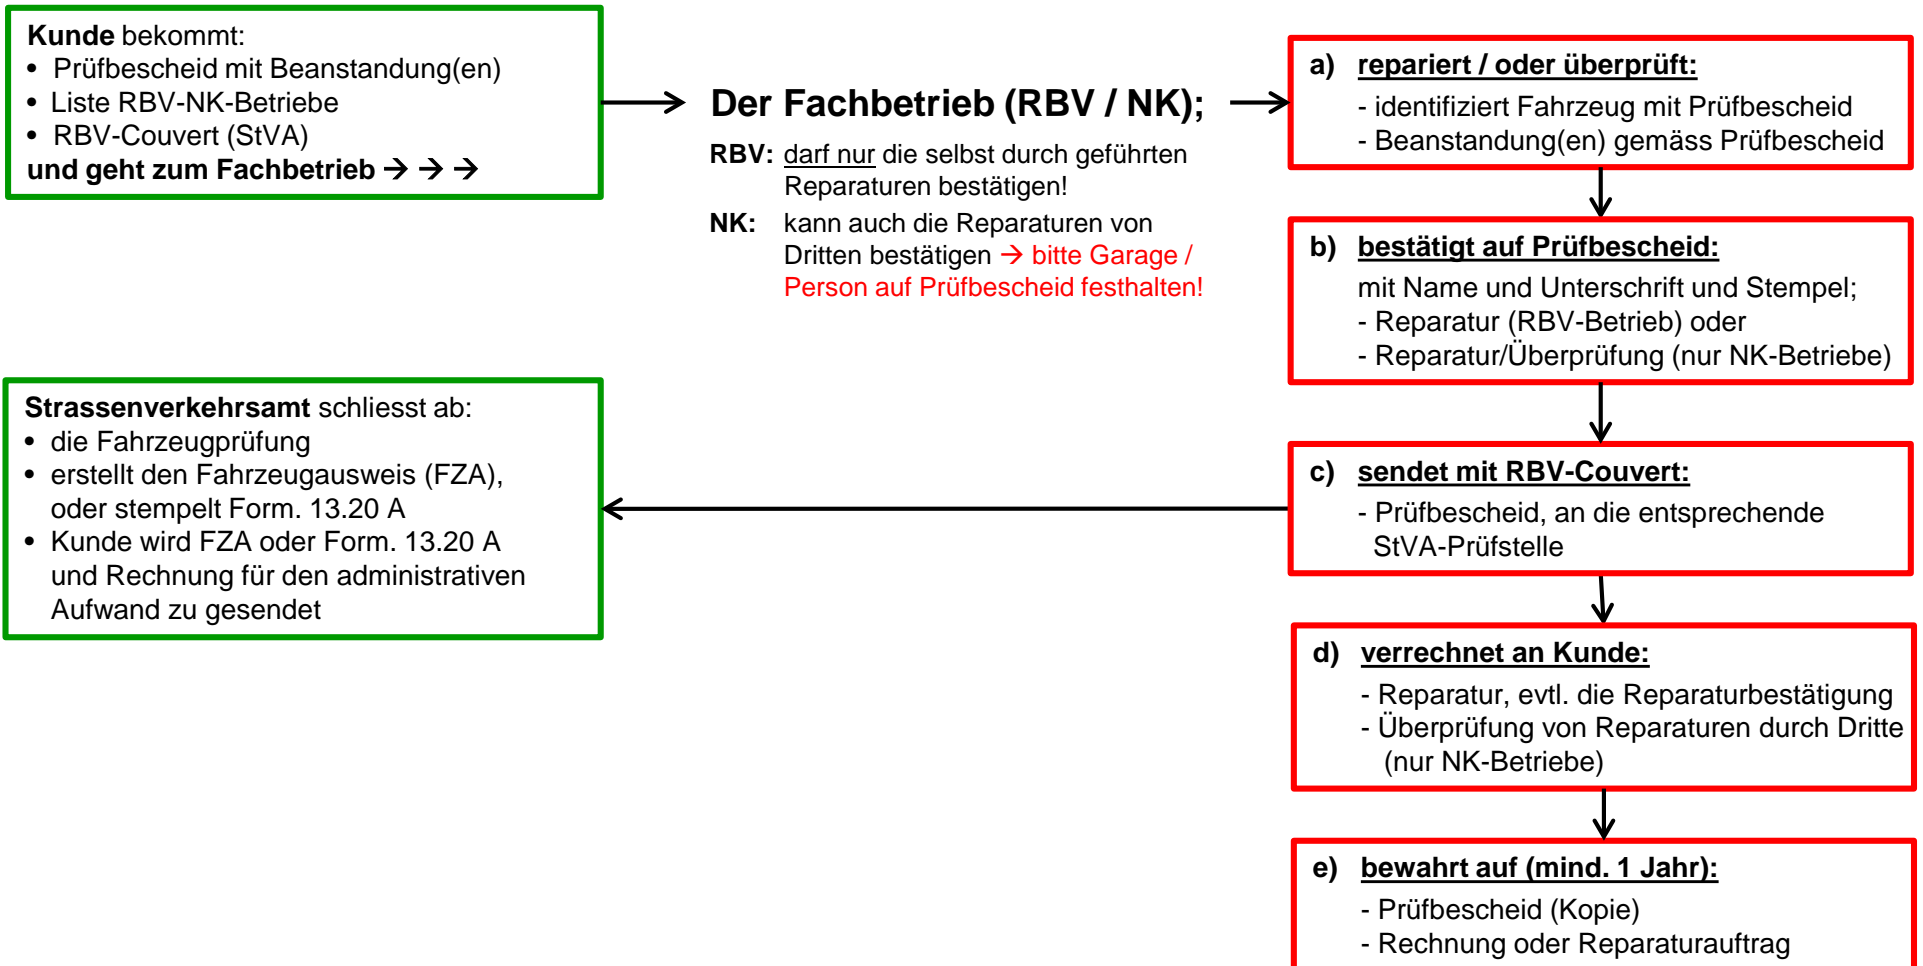 Kunde bekommt:
• Prüfbescheid mit Beanstandung(en)
• Liste RBV-NK-Betriebe
• RBV-Couvert (StVA)
und geht zum Fachbetrieb → → →
Der Fachbetrieb (RBV / NK);
RBV: darf nur die selbst durch geführten
Reparaturen bestätigen!
NK: kann auch die Reparaturen von
Dritten bestätigen → bitte Garage /
Person auf Prüfbescheid festhalten!
a) repariert / oder überprüft:
- identifiziert Fahrzeug mit Prüfbescheid
- Beanstandung(en) gemäss Prüfbescheid
b) bestätigt auf Prüfbescheid:
mit Name und Unterschrift und Stempel;
- Reparatur (RBV-Betrieb) oder
- Reparatur/Überprüfung (nur NK-Betriebe)
c) sendet mit RBV-Couvert:
- Prüfbescheid, an die entsprechende
StVA-Prüfstelle
Strassenverkehrsamt schliesst ab:
• die Fahrzeugprüfung
• erstellt den Fahrzeugausweis (FZA),
oder stempelt Form. 13.20 A
• Kunde wird FZA oder Form. 13.20 A
und Rechnung für den administrativen
Aufwand zu gesendet
d) verrechnet an Kunde:
- Reparatur, evtl. die Reparaturbestätigung
- Überprüfung von Reparaturen durch Dritte
(nur NK-Betriebe)
e) bewahrt auf (mind. 1 Jahr):
- Prüfbescheid (Kopie)
- Rechnung oder Reparaturauftrag